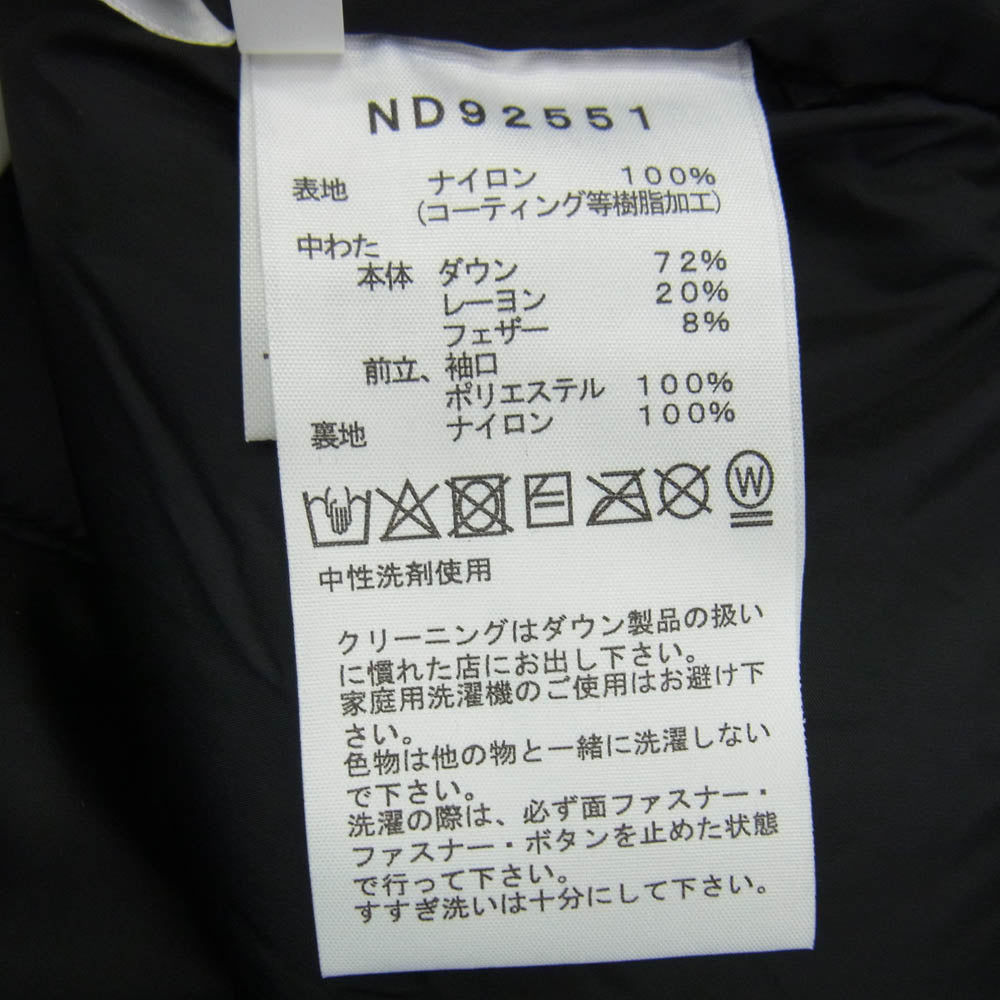 ND92551
表地 ナイロン 100%
(コーティング等樹脂加工)
中わた
本体 ダウン 72%
レーヨン 20%
フェザー 8%
前立、袖口
ポリエステル 100%
裏地 ナイロン 100%
W
中性洗剤使用
クリーニングはダウン製品の扱い
に慣れた店にお出し下さい。
家庭用洗濯機のご使用はお避け下
さい。
色物は他の物と一緒に洗濯しない
で下さい。
洗濯の際は、必ず面ファスナー・
ファスナー・ボタンを止めた状態
で行って下さい。
すすぎ洗いは十分にして下さい。